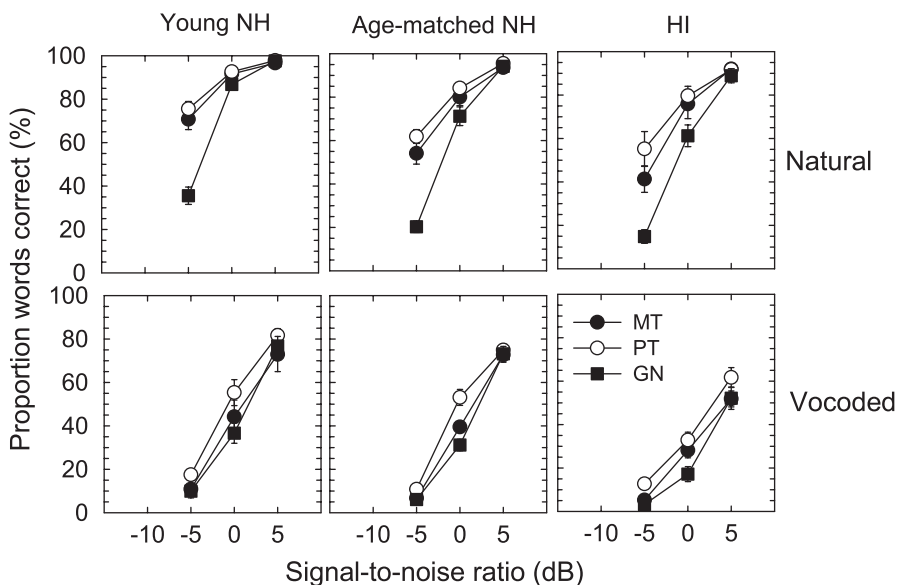 Young NH Age-matched NH HI
100
80
60
40
20
0
Natural
100
80
60
40
20
0
MT
PT
GN
Vocoded
-10 -5 0 5 -10 -5 0 5 -10 -5 0 5
Signal-to-noise ratio (dB)
Proportion words correct (%)